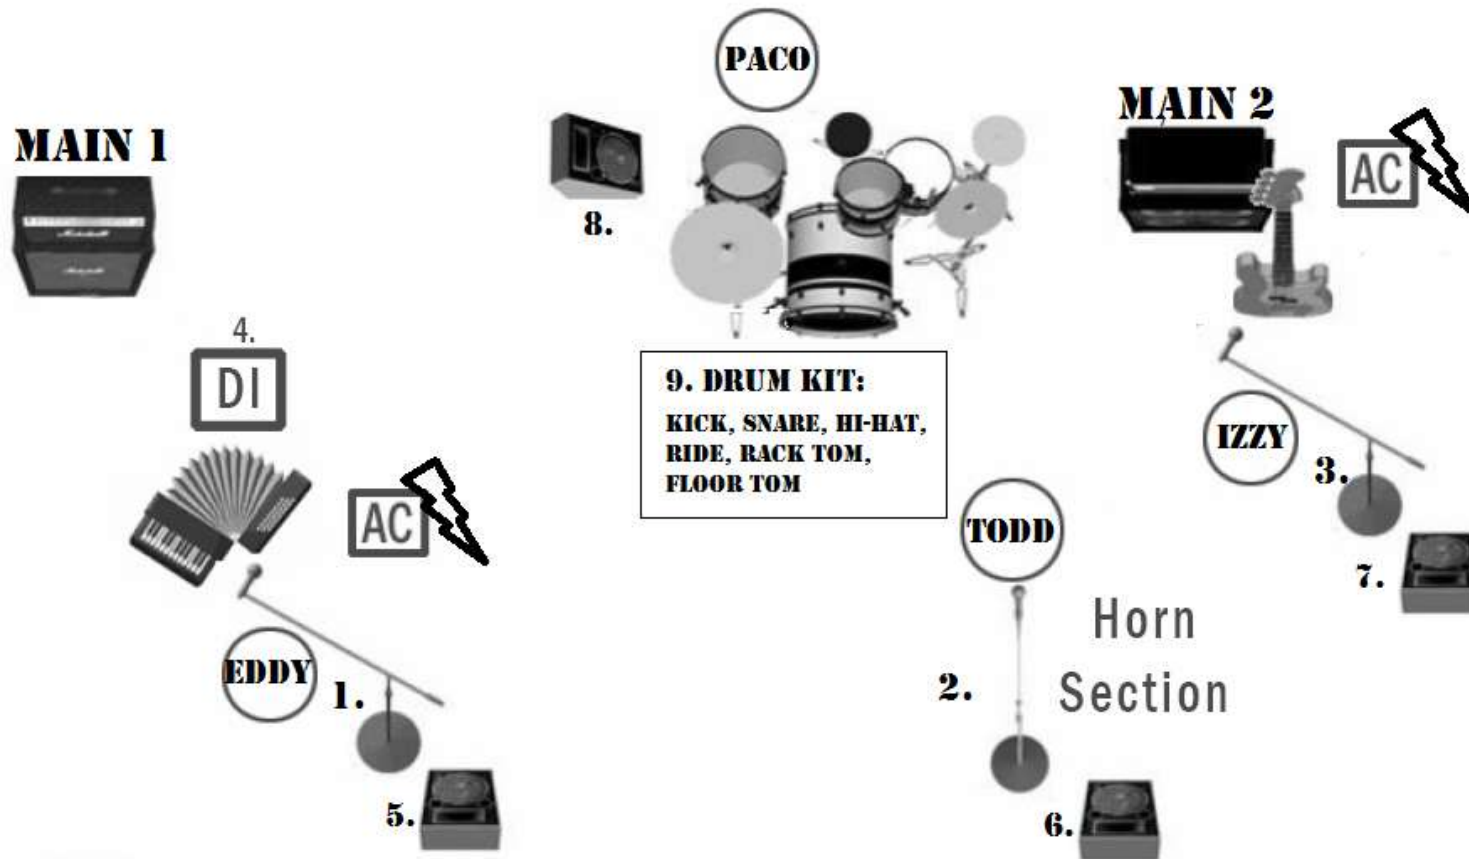 PACO
MAIN 1
MAIN 2
AC
8.
4.
DI
9. DRUM KIT:
KICK, SNARE, HI-HAT,
RIDE, RACK TOM,
FLOOR TOM
IZZY
3.
AC
TODD
7.
Horn
Section
EDDY
1.
2.
5.
6.